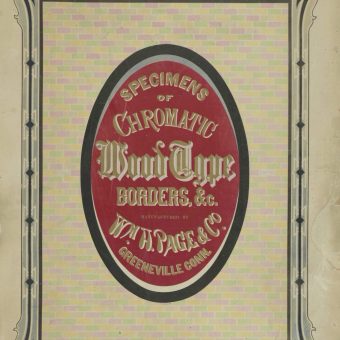 SPECIMENS
OF
CHROMATIC
Wood Type
BORDERS, &c.
MANUFACTURED BY
WM. H. PAGE & CO.
GREENEVILLE CONN.